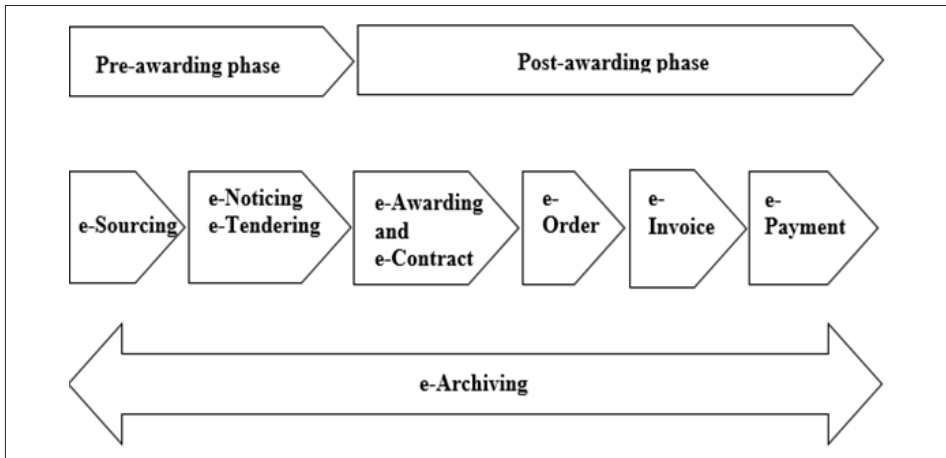 Pre-awarding phase
Post-awarding phase
e-Sourcing
e-Noticing
e-Tendering
e-Awarding
and
e-Contract
e-
Order
e-
Invoice
e-
Payment
e-Archiving